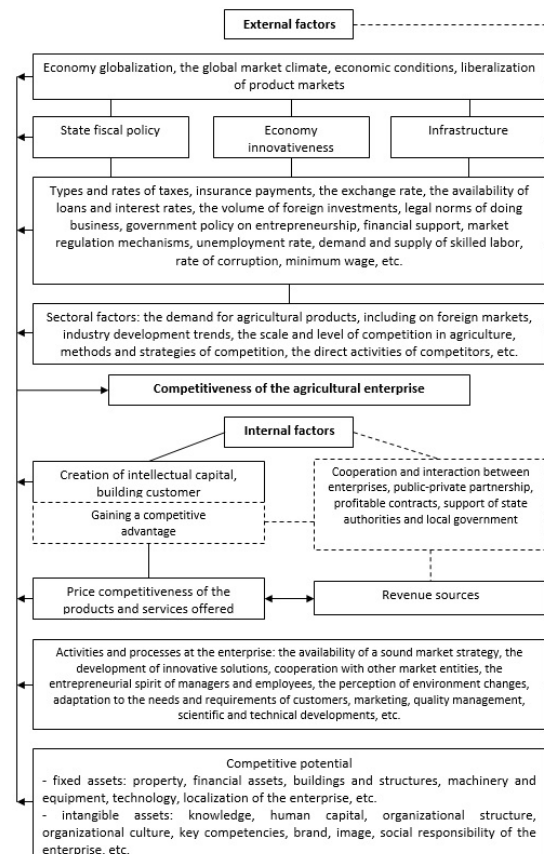 External factors
Economy globalization, the global market climate, economic conditions, liberalization
of product markets
State fiscal policy
Economy
innovativeness
Infrastructure
Types and rates of taxes, insurance payments, the exchange rate, the availability of
loans and interest rates, the volume of foreign investments, legal norms of doing
business, government policy on entrepreneurship, financial support, market
regulation mechanisms, unemployment rate, demand and supply of skilled labor,
rate of corruption, minimum wage, etc.
Sectoral factors: the demand for agricultural products, including on foreign markets,
industry development trends, the scale and level of competition in agriculture,
methods and strategies of competition, the direct activities of competitors, etc.
Competitiveness of the agricultural enterprise
Internal factors
Creation of intellectual capital,
building customer
Gaining a competitive
advantage
Cooperation and interaction between
enterprises, public-private partnership,
profitable contracts, support of state
authorities and local government
Price competitiveness of the
products and services offered
Revenue sources
Activities and processes at the enterprise: the availability of a sound market strategy, the
development of innovative solutions, cooperation with other market entities, the
entrepreneurial spirit of managers and employees, the perception of environment changes,
adaptation to the needs and requirements of customers, marketing, quality management,
scientific and technical developments, etc.
Competitive potential
- fixed assets: property, financial assets, buildings and structures, machinery and
equipment, technology, localization of the enterprise, etc.
- intangible assets: knowledge, human capital, organizational structure,
organizational culture, key competencies, brand, image, social responsibility of the
enterprise, etc.